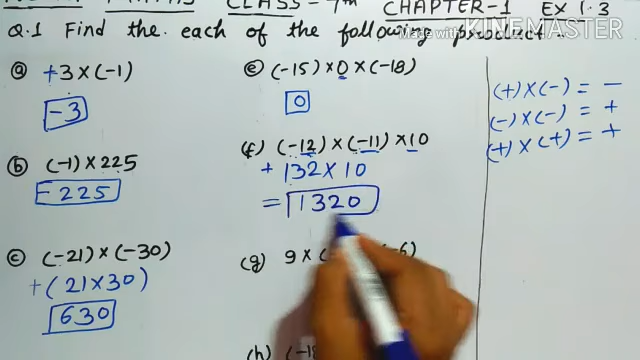 CLASS-7th CHAPTER-1 EX 1.3
Made with KINEMASTER
Q.1 Find the each of the following product :-
(a) +3×(-1)
-3
(b) (-1)×225
-225
(c) (-21)×(-30)
+(21×30)
630
(e) (-15)×0×(-18)
0
(f) (-12)×(-11)×10
+132×10
=1320
(g) 9×(-6)
(h) (-18
(+)×(-) = -
(-)×(-) = +
(+)×(+) = +